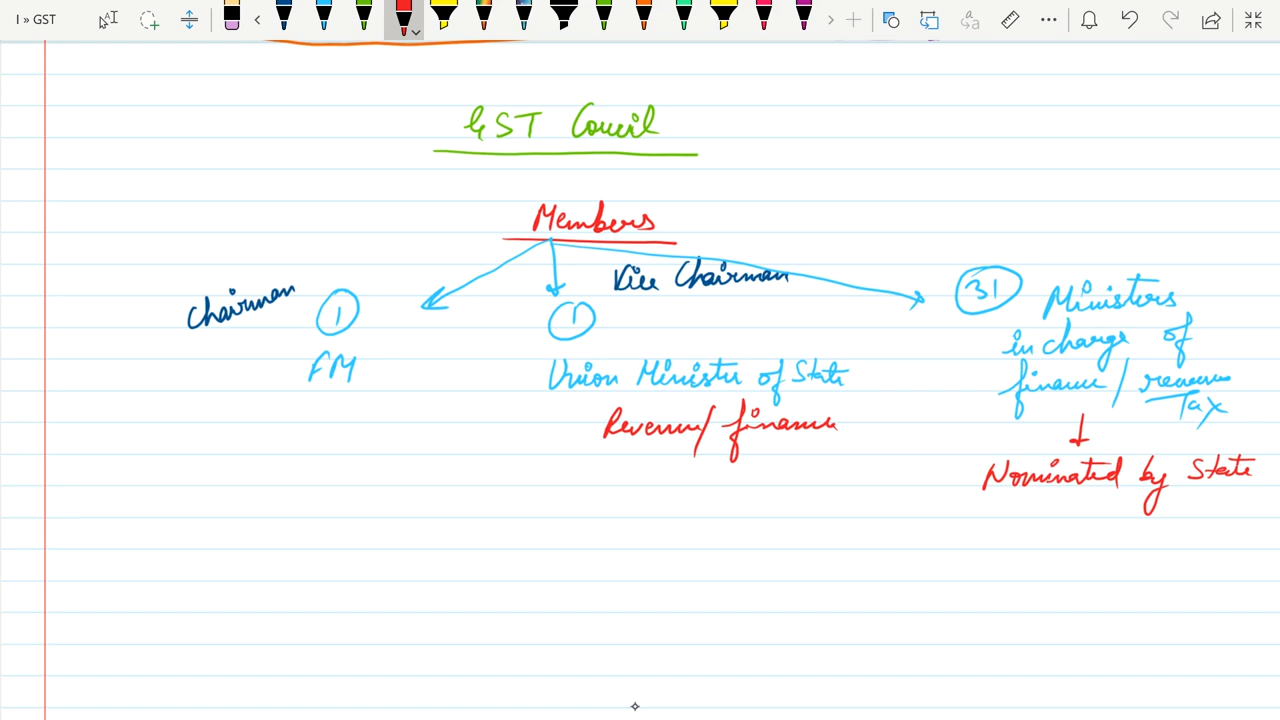 I » GST
GST Council
Members
Chairman
1
FM
Vice Chairman
1
Union Minister of State
Revenue/finance
31
Ministers
in charge of
finance/revenue
Tax
Nominated by State